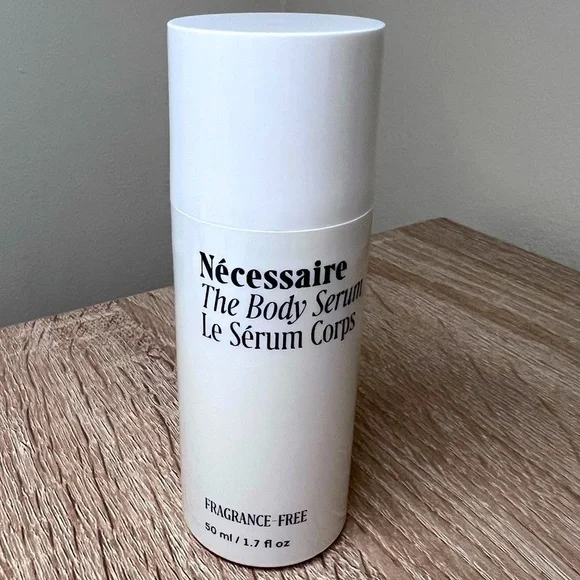 Nécessaire
The Body Serum
Le Sérum Corps
FRAGRANCE-FREE
50 ml / 1.7 fl oz